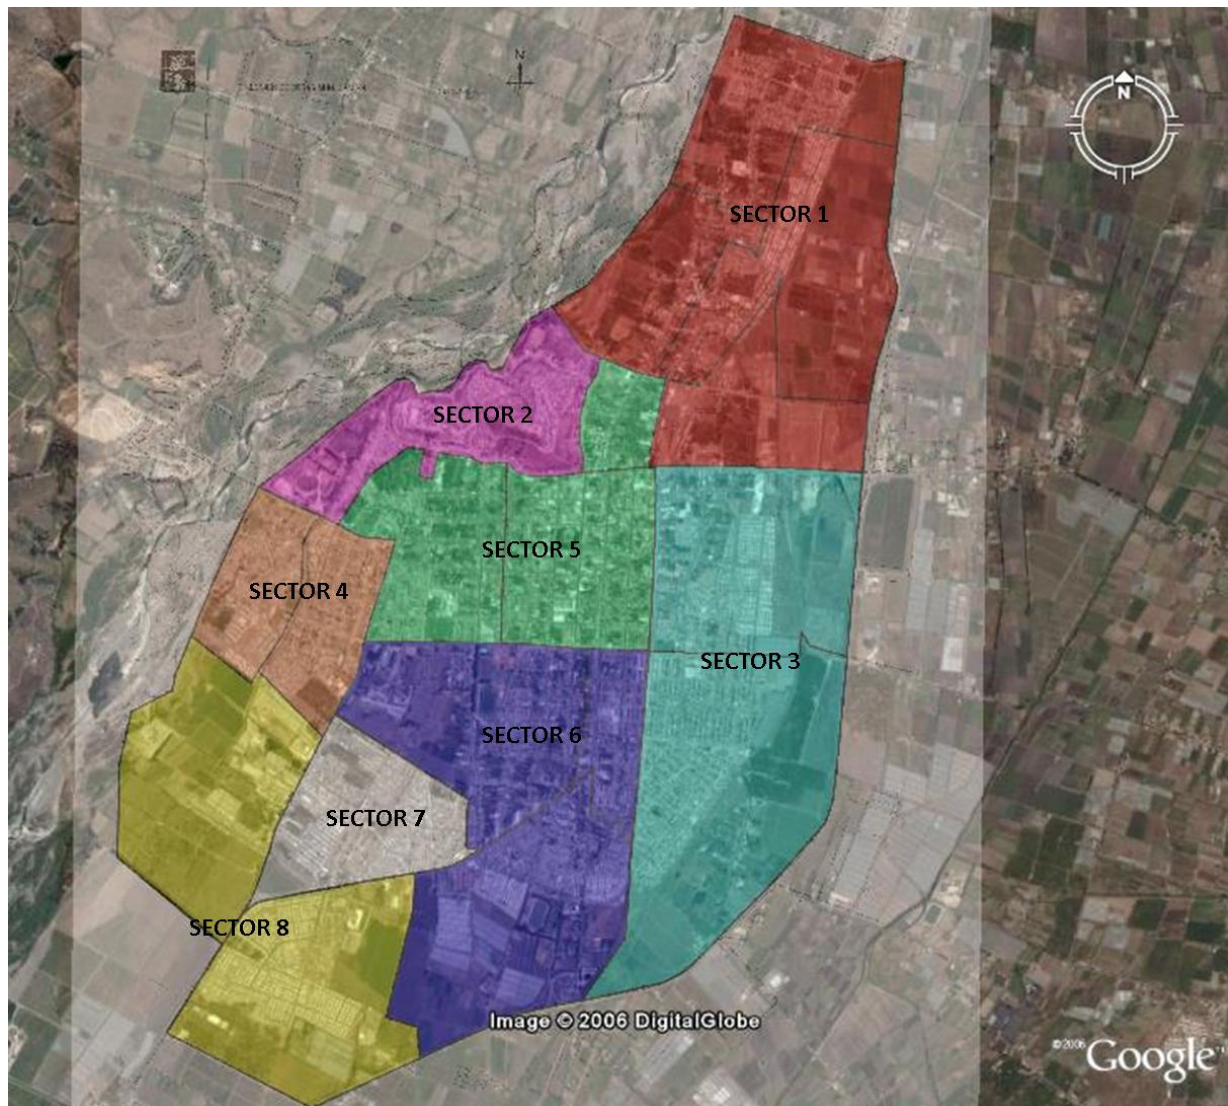 N
N
SECTOR 1
SECTOR 2
SECTOR 5
SECTOR 4
SECTOR 3
SECTOR 6
SECTOR 7
SECTOR 8
Image © 2006 DigitalGlobe
©2006 Google™